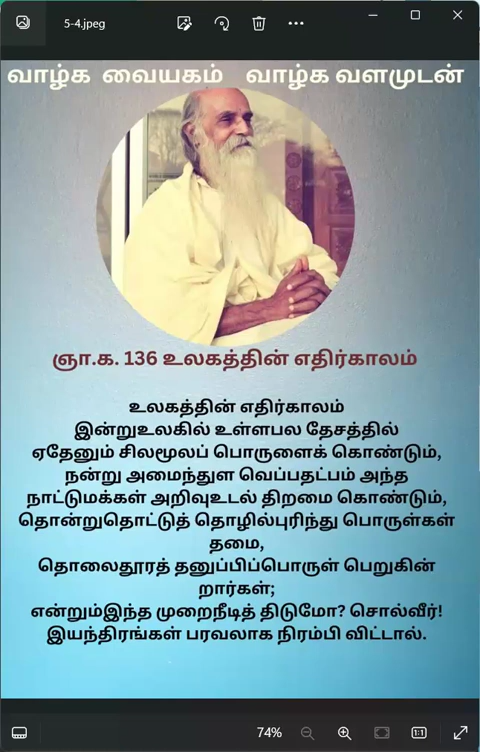 5-4.jpeg
வாழ்க வையகம் வாழ்க வளமுடன்
ஞா.க. 136 உலகத்தின் எதிர்காலம்
உலகத்தின் எதிர்காலம்
இன்றுஉலகில் உள்ளபல தேசத்தில்
ஏதேனும் சிலமூலப் பொருளைக் கொண்டும்,
நன்று அமைந்துள வெப்பதட்பம் அந்த
நாட்டுமக்கள் அறிவுஉடல் திறமை கொண்டும்,
தொன்றுதொட்டுத் தொழில்புரிந்து பொருள்கள்
தமை,
தொலைதூரத் தனுப்பிப்பொருள் பெறுகின்
றார்கள்;
என்றும்இந்த முறைநீடித் திடுமோ? சொல்வீர்!
இயந்திரங்கள் பரவலாக நிரம்பி விட்டால்.
74%
1:1